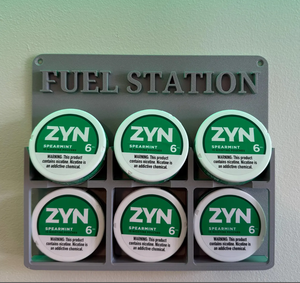 FUEL STATION
ZYN ZYN ZYN
SPEARMINT 6 SPEARMINT 6 SPEARMINT 6
WARNING: This product WARNING: This product WARNING: This product
contains nicotine. Nicotine is contains nicotine. Nicotine is contains nicotine. Nicotine is
an addictive chemical. an addictive chemical. an addictive chemical.
ZYN ZYN ZYN
SPEARMINT 6 SPEARMINT 6 SPEARMINT 6
WARNING: This product WARNING: This product WARNING: This product
contains nicotine. Nicotine is contains nicotine. Nicotine is contains nicotine. Nicotine is
an addictive chemical. an addictive chemical. an addictive chemical.